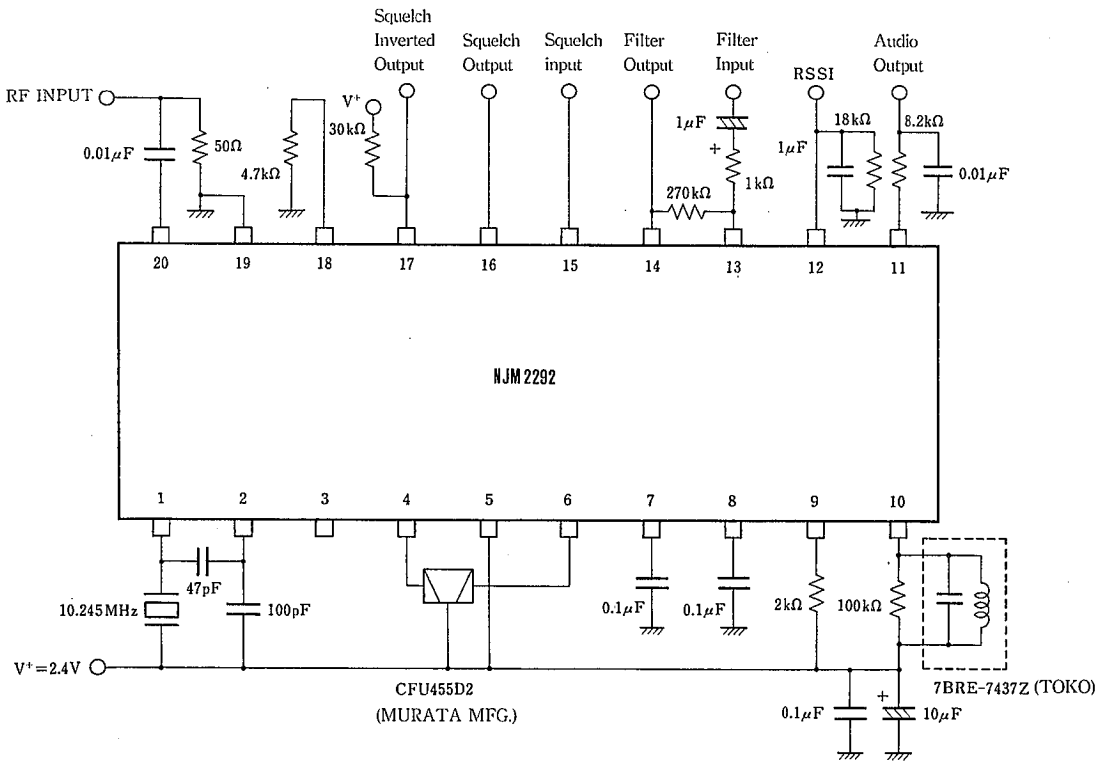 Squelch
Inverted
Output
Squelch
Output
Squelch
input
Filter
Output
Filter
Input
RSSI
Audio
Output
RF INPUT
V+
30kΩ
0.01μF
50Ω
4.7kΩ
1μF
+
1kΩ
270kΩ
1μF
18kΩ
8.2kΩ
0.01μF
20
19
18
17
16
15
14
13
12
11
NJM2292
1
2
3
4
5
6
7
8
9
10
47pF
10.245MHz
100pF
0.1μF
0.1μF
2kΩ
100kΩ
V+=2.4V
CFU455D2
(MURATA MFG.)
7BRE-7437Z (TOKO)
0.1μF
+
10μF